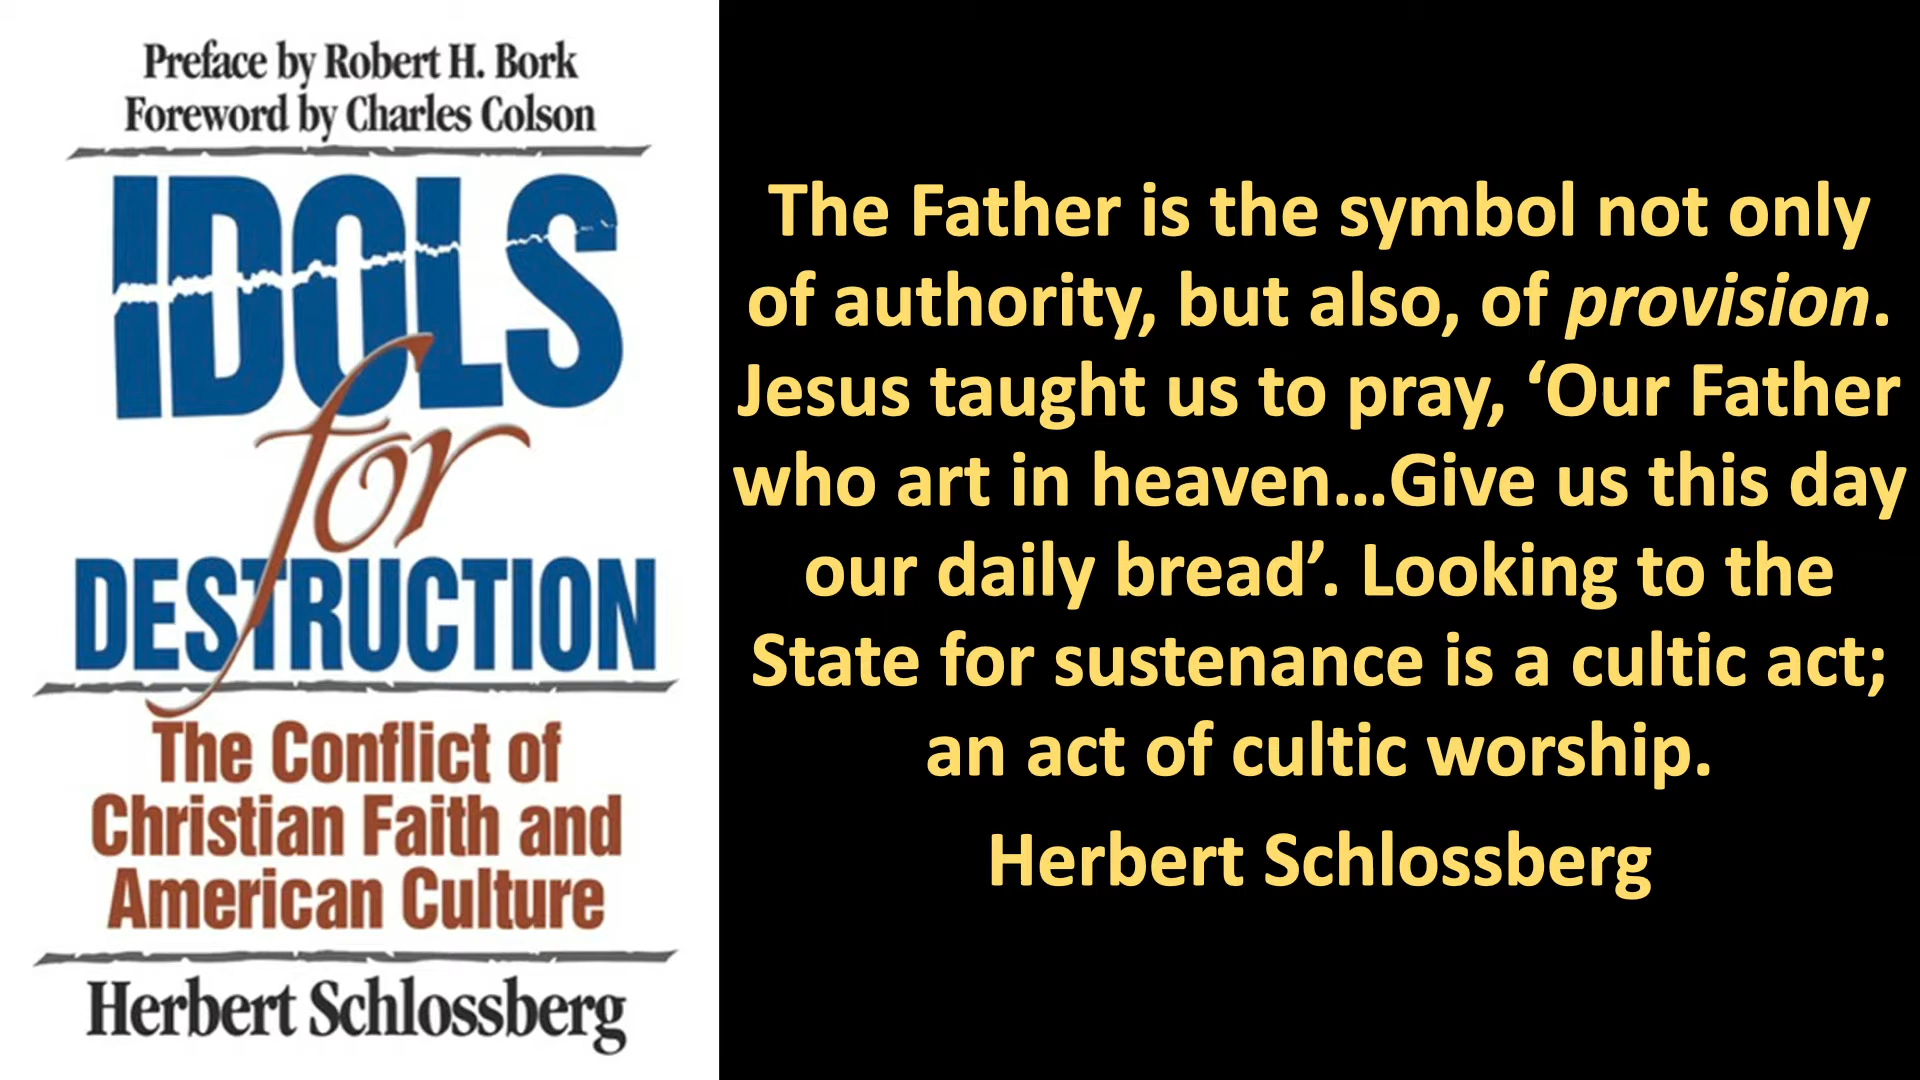 Preface by Robert H. Bork
Foreword by Charles Colson
IDOLS
for
DESTRUCTION
The Conflict of
Christian Faith and
American Culture
Herbert Schlossberg
The Father is the symbol not only
of authority, but also, of provision.
Jesus taught us to pray, ‘Our Father
who art in heaven…Give us this day
our daily bread’. Looking to the
State for sustenance is a cultic act;
an act of cultic worship.
Herbert Schlossberg